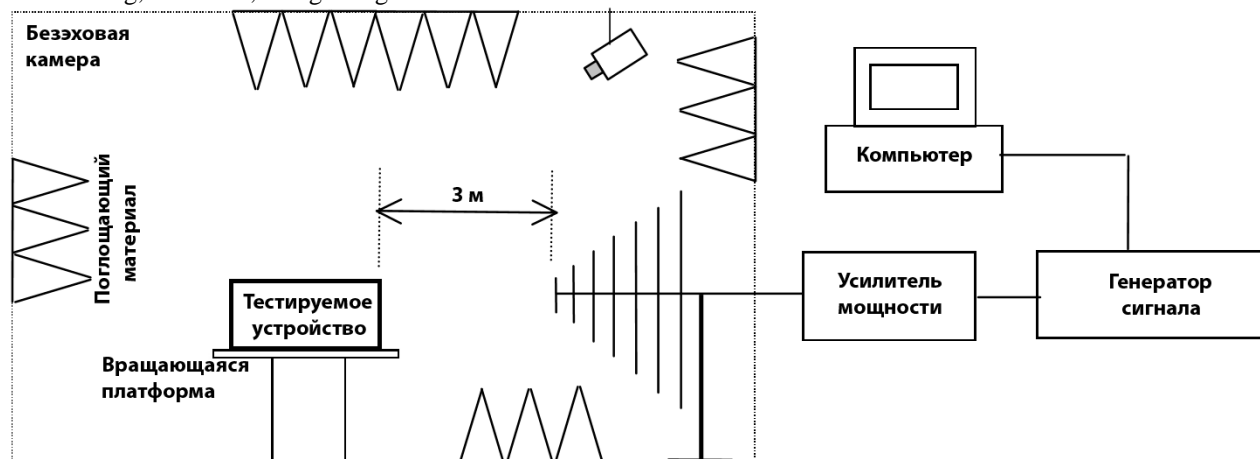 Безэховая
камера
Поглощающий
материал
3 м
Тестируемое
устройство
Вращающаяся
платформа
Компьютер
Усилитель
мощности
Генератор
сигнала